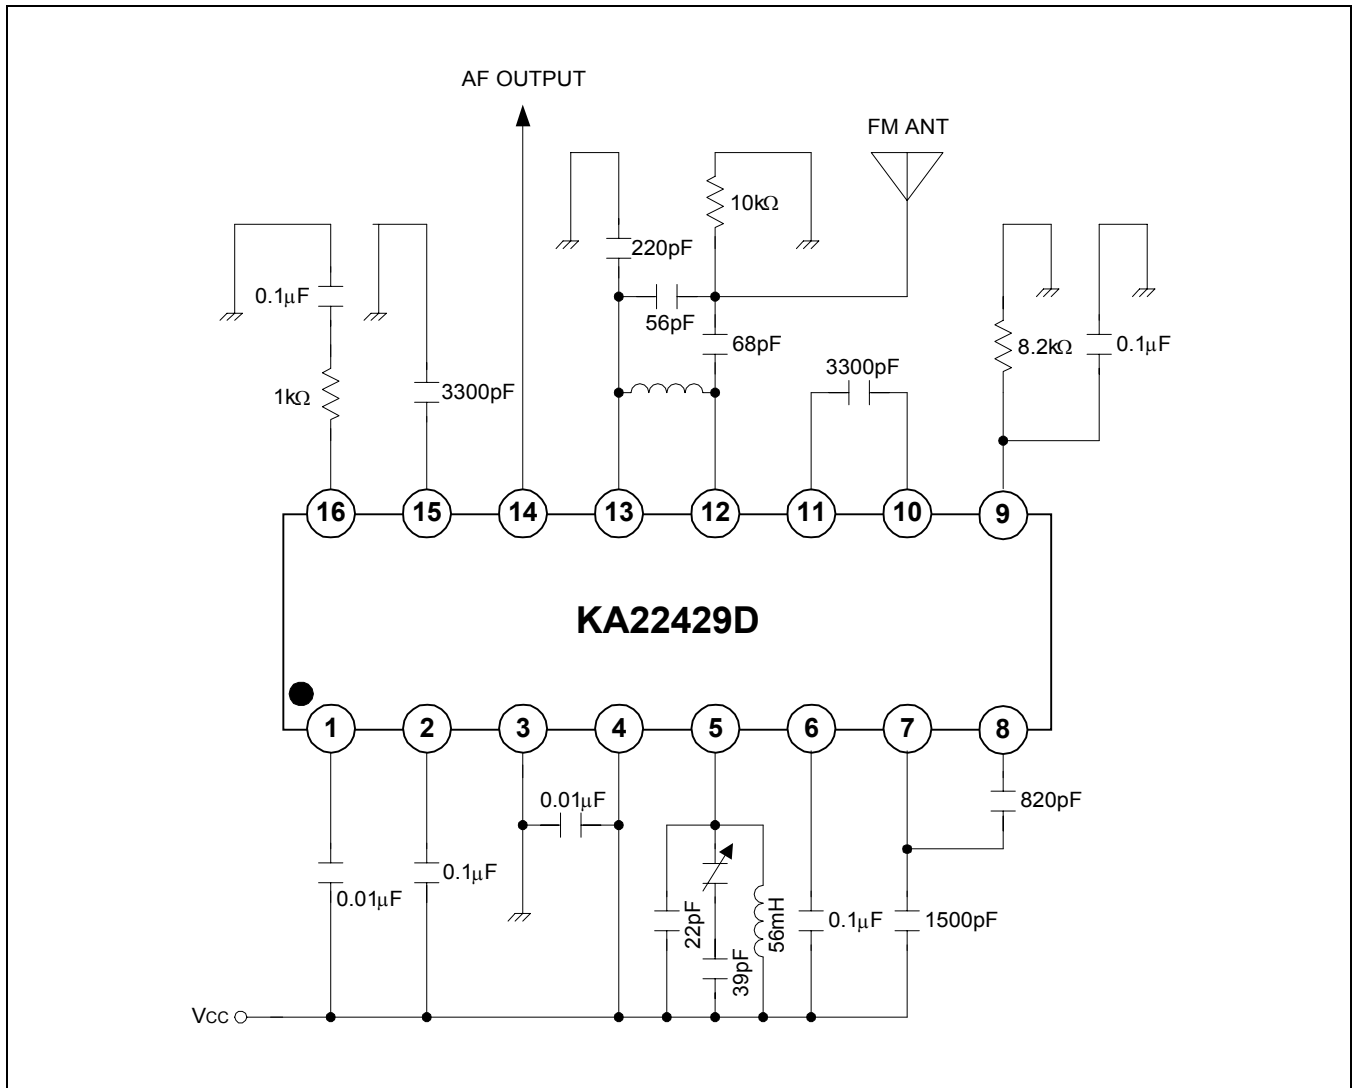 AF OUTPUT
FM ANT
10kΩ
220pF
0.1µF
56pF
68pF
8.2kΩ
0.1µF
1kΩ
3300pF
3300pF
16
15
14
13
12
11
10
9
KA22429D
1
2
3
4
5
6
7
8
0.01µF
820pF
0.01µF
0.1µF
22pF
39pF
56mH
0.1µF
1500pF
Vcc